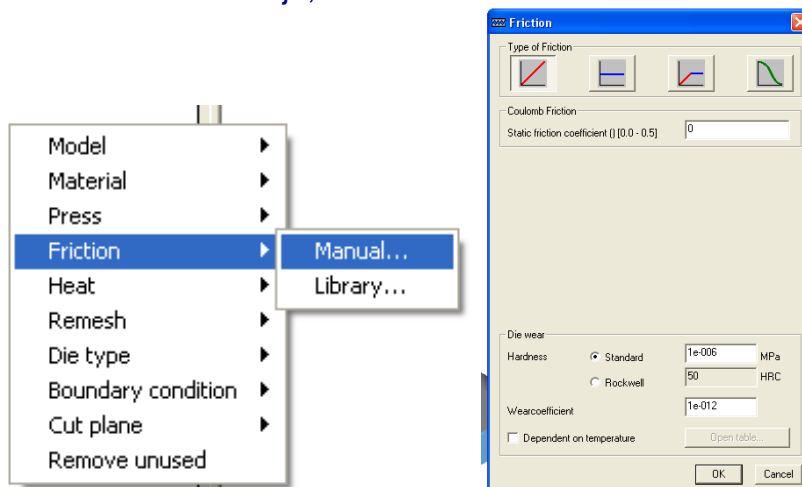 Model
Material
Press
Friction
Manual...
Heat
Library...
Remesh
Die type
Boundary condition
Cut plane
Remove unused
Friction
Type of Friction
Coulomb Friction
Static friction coefficient () [0.0 - 0.5]
0
Die wear
Hardness
Standard
1e-006
MPa
Rockwell
50
HRC
Wearcoefficient
1e-012
Dependent on temperature
Open table...
OK
Cancel